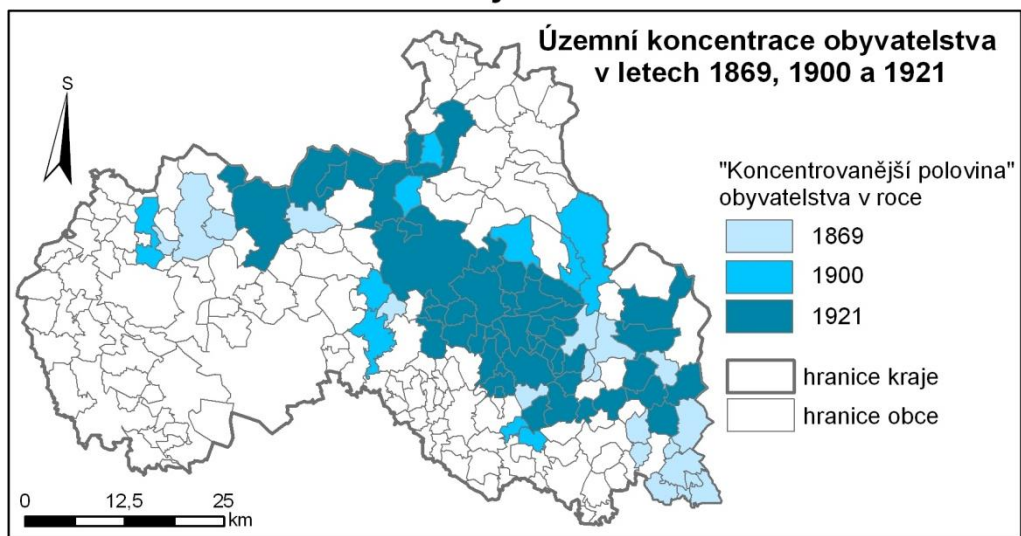 Územní koncentrace obyvatelstva
v letech 1869, 1900 a 1921
S
"Koncentrovanější polovina"
obyvatelstva v roce
1869
1900
1921
hranice kraje
hranice obce
0 12,5 25
km